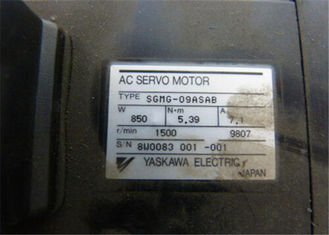 AC SERVO MOTOR
TYPE SGMG-09ASAB
W N·m A
850 5.39 7.1
r/min 1500 9807
S/N 8W0083 001 -001
YASKAWA ELECTRIC
JAPAN